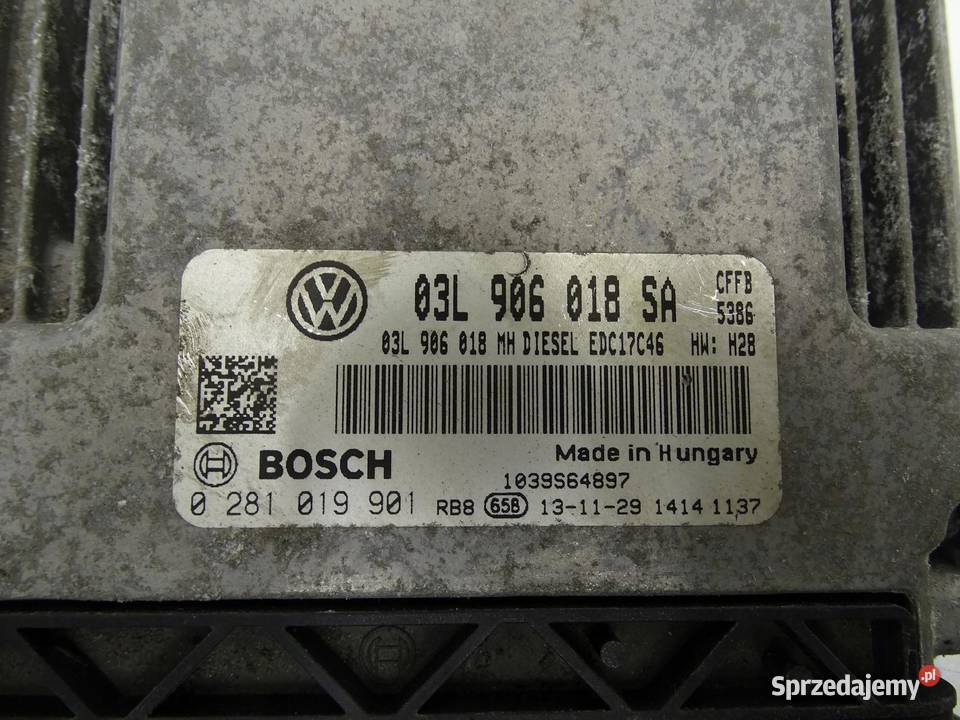 03L 906 018 SA CFFB
5386
03L 906 018 MH DIESEL EDC17C46 HW: H28
BOSCH
Made in Hungary
1039S64897
0 281 019 901 RB8 658 13-11-29 1414 1137
Sprzedajemy.pl